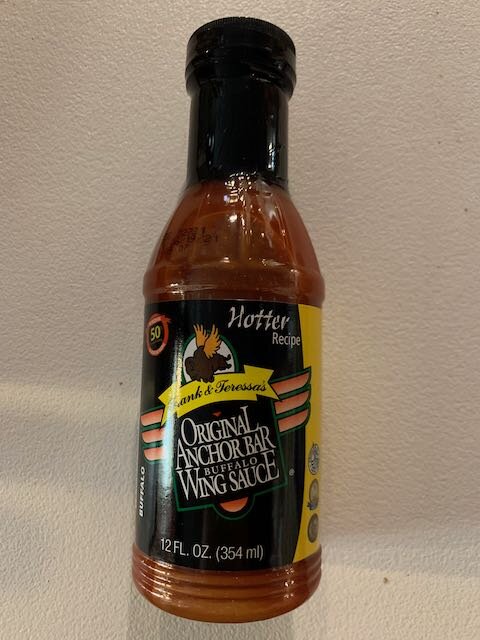 50
Hotter
Recipe
Frank & Teressa's
ORIGINAL
ANCHOR BAR
BUFFALO
WING SAUCE
®
BUFFALO
12 FL. OZ. (354 ml)